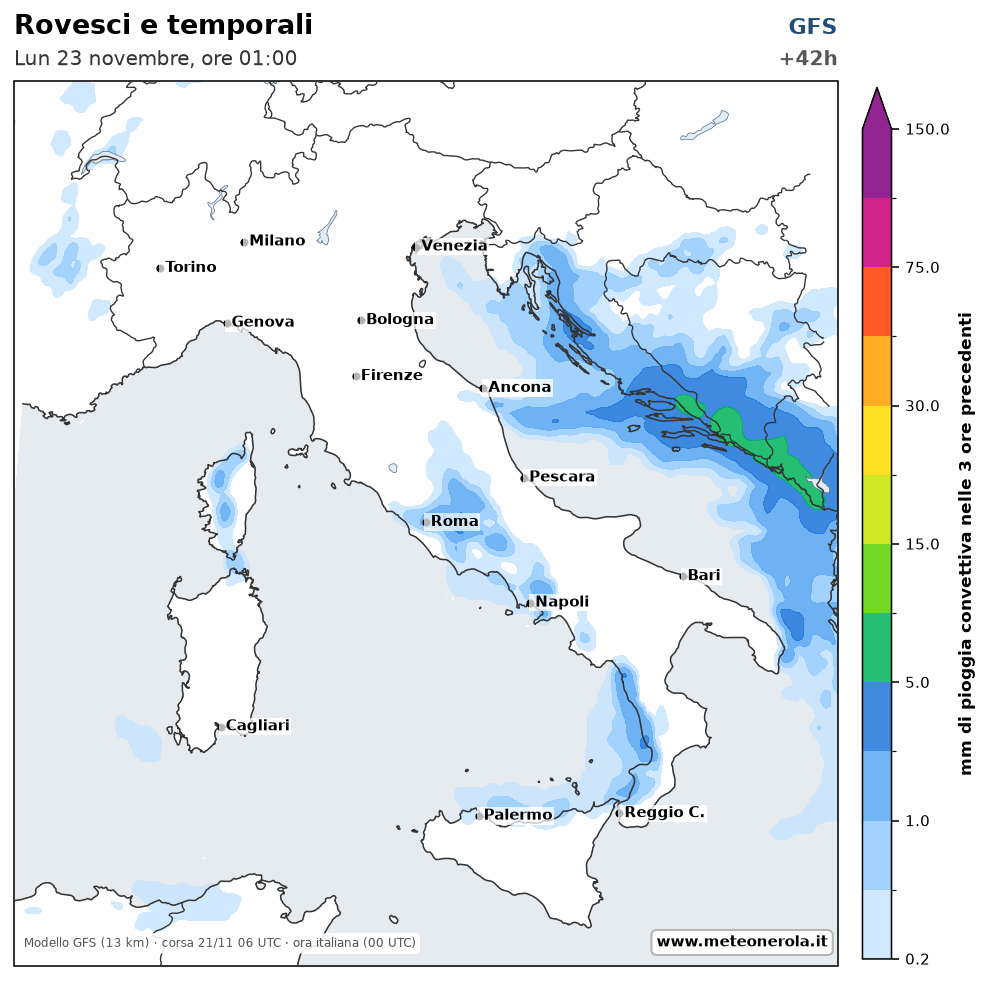 Rovesci e temporali
GFS
Lun 23 novembre, ore 01:00
+42h
Milano
Venezia
Torino
Genova
Bologna
Firenze
Ancona
Pescara
Roma
Bari
Napoli
Cagliari
Palermo
Reggio C.
150.0
75.0
30.0
15.0
5.0
1.0
0.2
mm di pioggia convettiva nelle 3 ore precedenti
Modello GFS (13 km) · corsa 21/11 06 UTC · ora italiana (00 UTC)
www.meteonerola.it